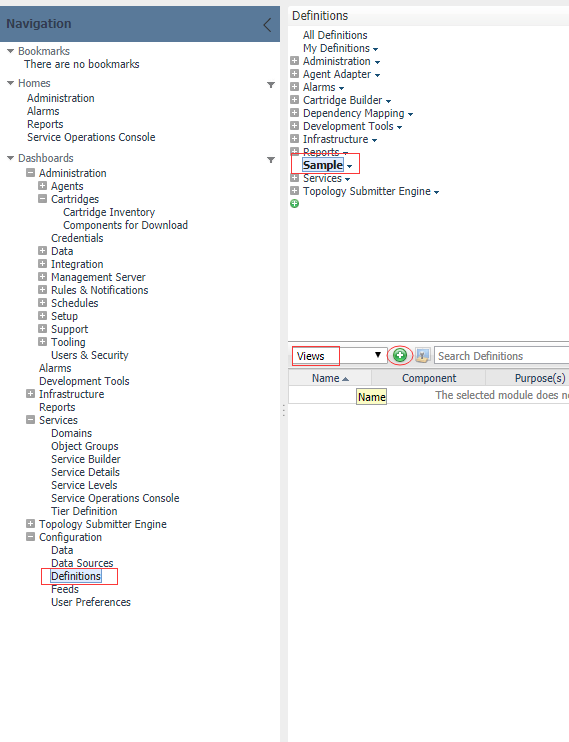 Navigation
Bookmarks
There are no bookmarks
Homes
Administration
Alarms
Reports
Service Operations Console
Dashboards
Administration
Agents
Cartridges
Cartridge Inventory
Components for Download
Credentials
Data
Integration
Management Server
Rules & Notifications
Schedules
Setup
Support
Tooling
Users & Security
Alarms
Development Tools
Infrastructure
Reports
Services
Domains
Object Groups
Service Builder
Service Details
Service Levels
Service Operations Console
Tier Definition
Topology Submitter Engine
Configuration
Data
Data Sources
Definitions
Feeds
User Preferences
Definitions
All Definitions
My Definitions
Administration
Agent Adapter
Alarms
Cartridge Builder
Dependency Mapping
Development Tools
Infrastructure
Reports
Sample
Services
Topology Submitter Engine
Views
Search Definitions
Name Component Purpose(s)
The selected module does
Name